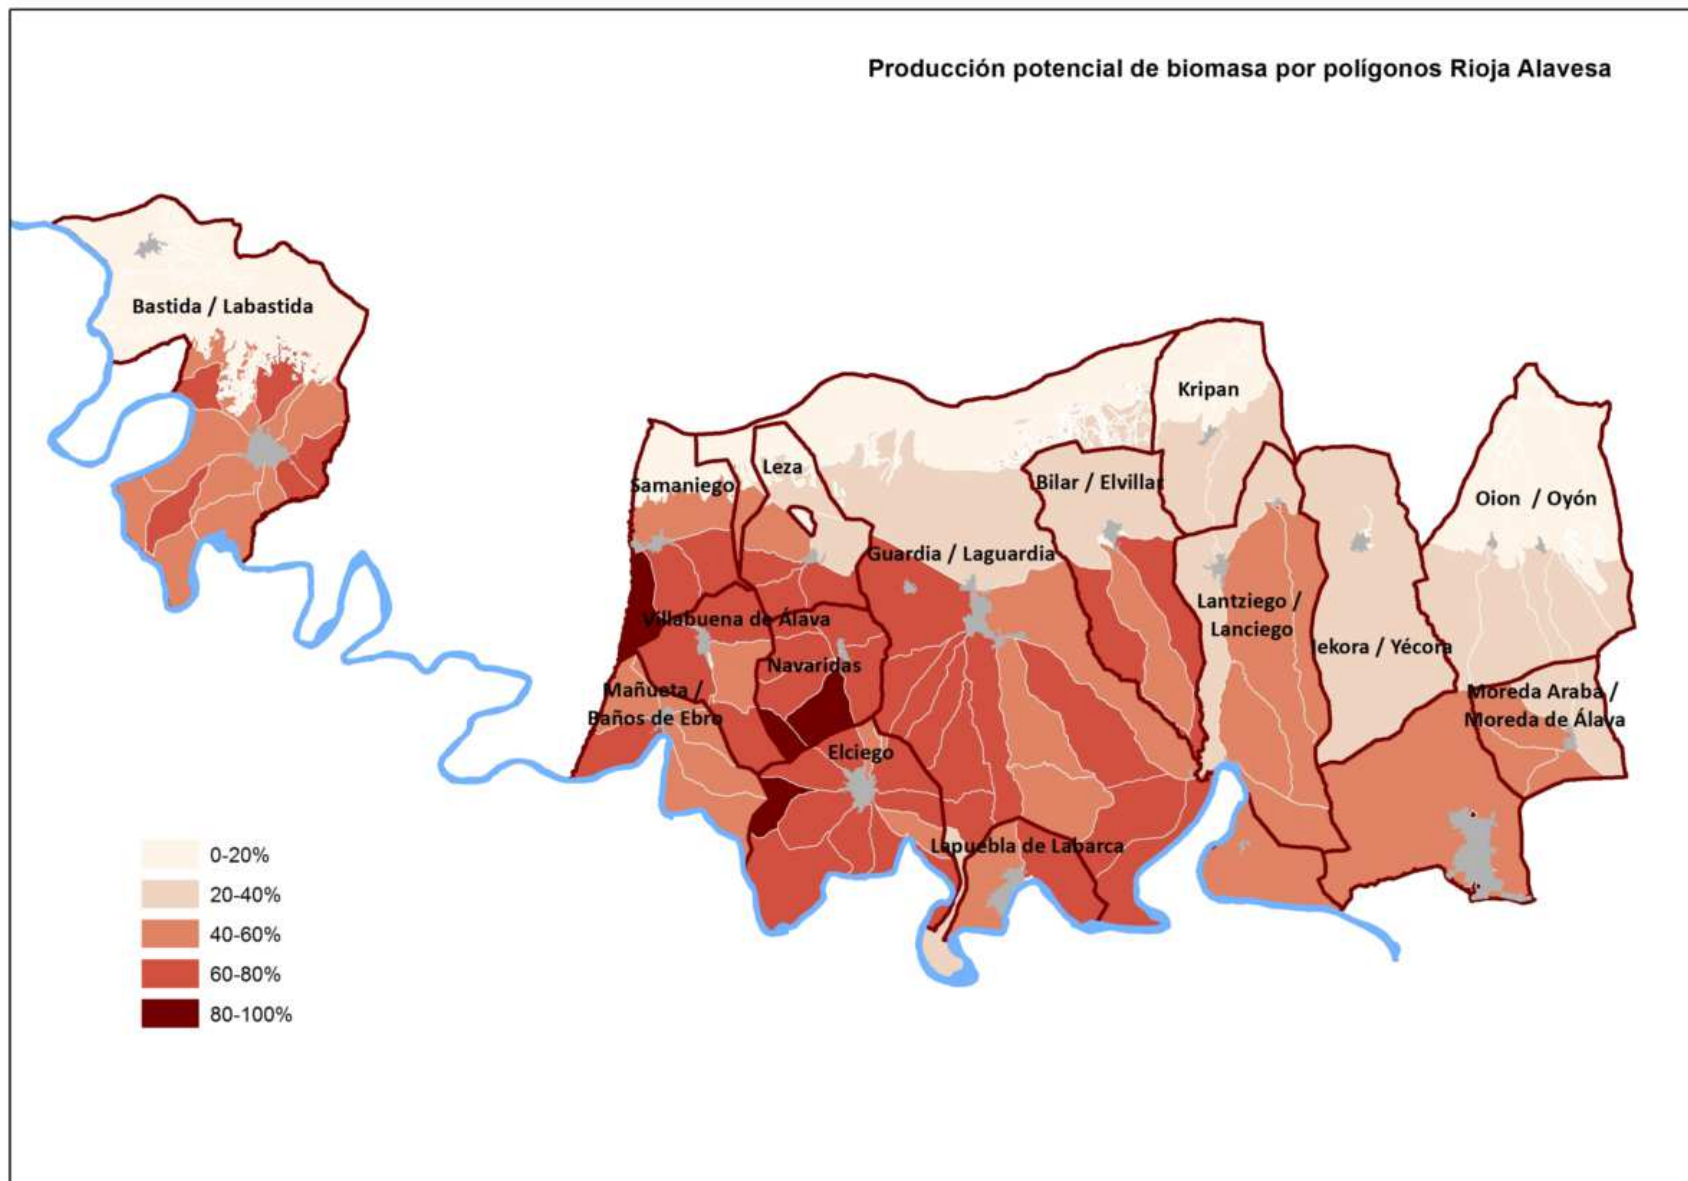 Producción potencial de biomasa por polígonos Rioja Alavesa
Bastida / Labastida
Kripan
Leza
Samaniego
Bilar / Elvillar
Oion / Oyón
Guardia / Laguardia
Lantziego /
Lanciego
Villabuena de Álava
Iekora / Yécora
Navaridas
Mañueta /
Baños de Ebro
Moreda Araba /
Moreda de Álava
Elciego
Lapuebla de Labarca
0-20%
20-40%
40-60%
60-80%
80-100%